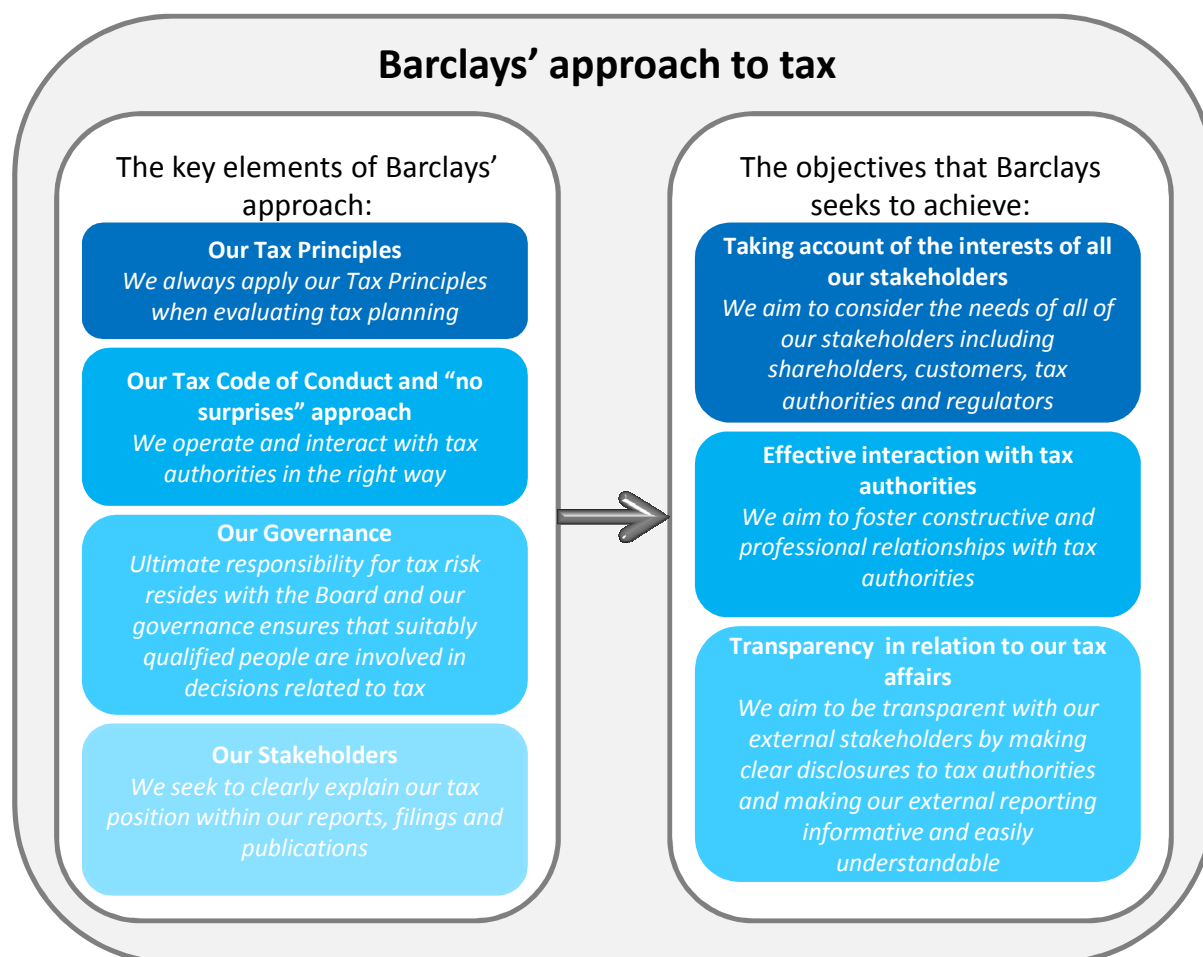 Barclays’ approach to tax
The key elements of Barclays’
approach:
Our Tax Principles
We always apply our Tax Principles
when evaluating tax planning
Our Tax Code of Conduct and “no
surprises” approach
We operate and interact with tax
authorities in the right way
Our Governance
Ultimate responsibility for tax risk
resides with the Board and our
governance ensures that suitably
qualified people are involved in
decisions related to tax
Our Stakeholders
We seek to clearly explain our tax
position within our reports, filings and
publications
The objectives that Barclays
seeks to achieve:
Taking account of the interests of all
our stakeholders
We aim to consider the needs of all of
our stakeholders including
shareholders, customers, tax
authorities and regulators
Effective interaction with tax
authorities
We aim to foster constructive and
professional relationships with tax
authorities
Transparency in relation to our tax
affairs
We aim to be transparent with our
external stakeholders by making
clear disclosures to tax authorities
and making our external reporting
informative and easily
understandable